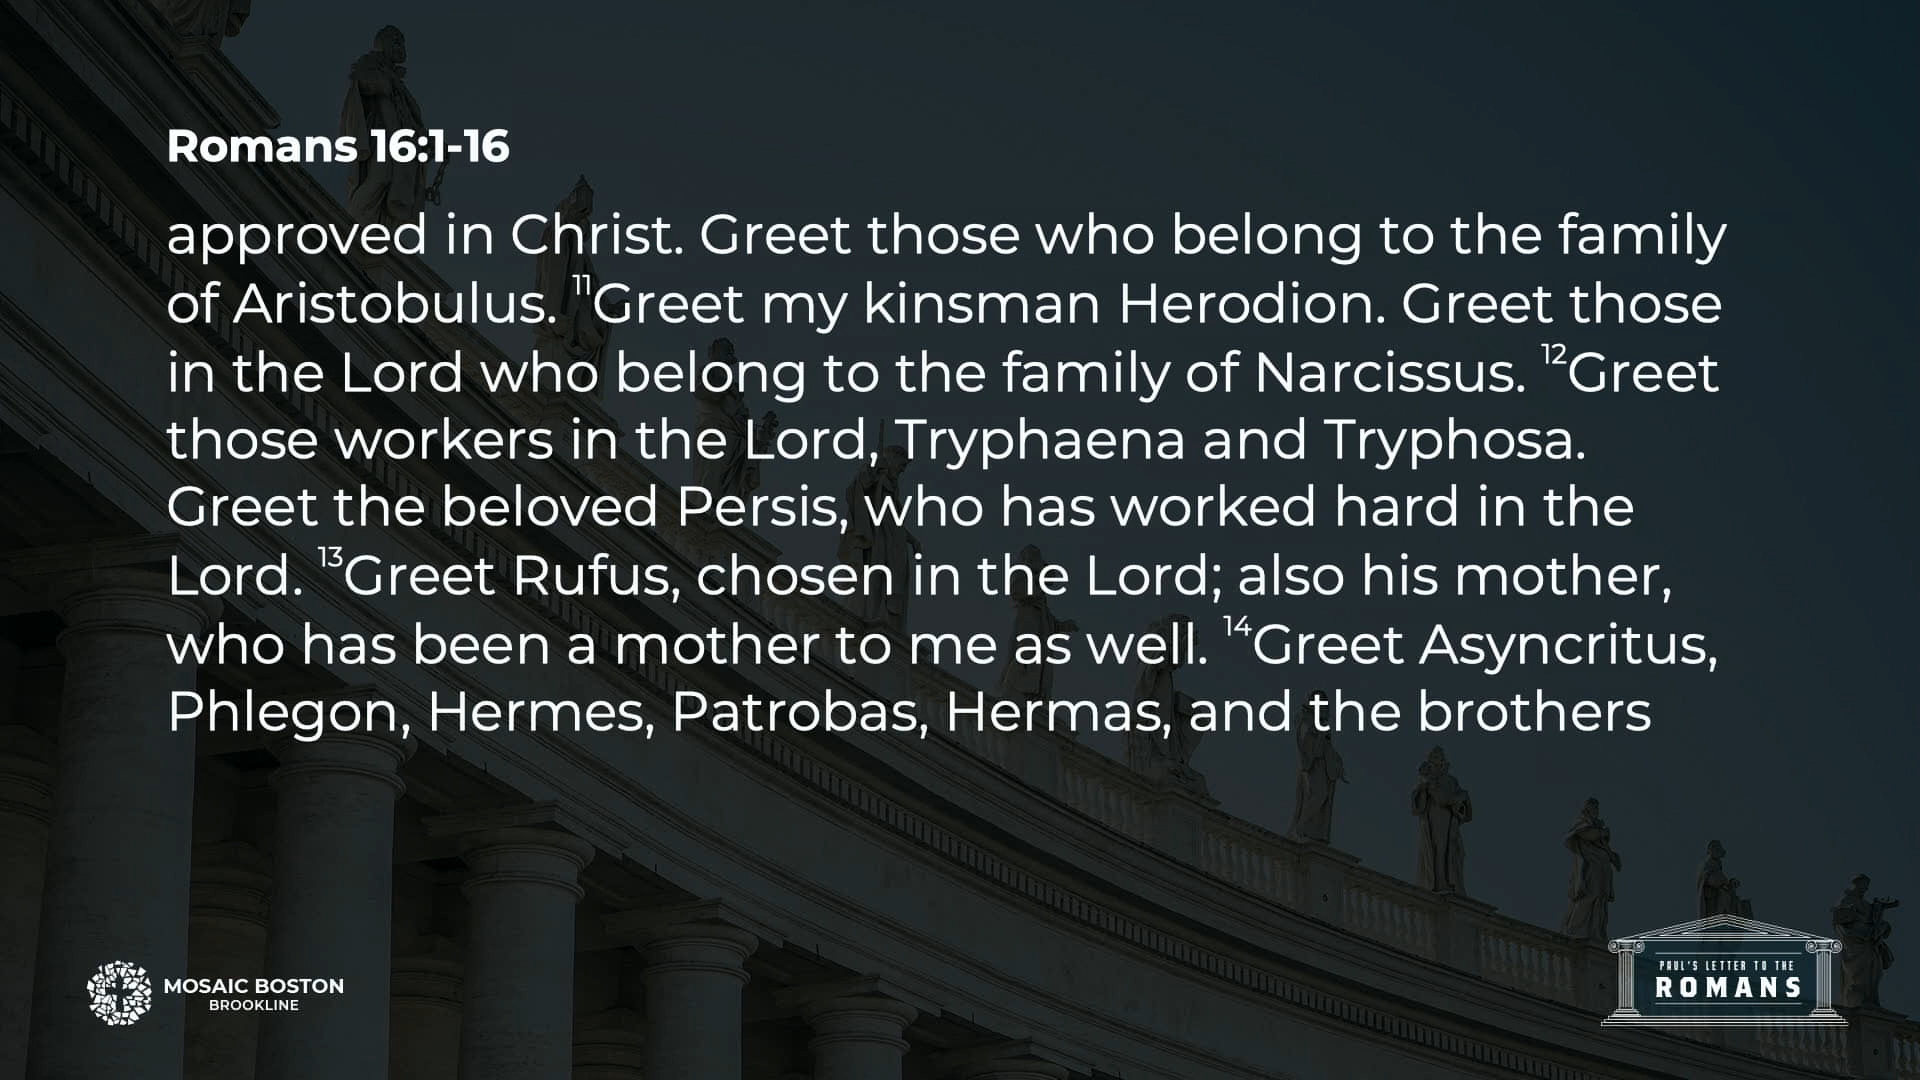 Romans 16:1-16
approved in Christ. Greet those who belong to the family
of Aristobulus. ¹¹Greet my kinsman Herodion. Greet those
in the Lord who belong to the family of Narcissus. ¹²Greet
those workers in the Lord, Tryphaena and Tryphosa.
Greet the beloved Persis, who has worked hard in the
Lord. ¹³Greet Rufus, chosen in the Lord; also his mother,
who has been a mother to me as well. ¹⁴Greet Asyncritus,
Phlegon, Hermes, Patrobas, Hermas, and the brothers
MOSAIC BOSTON
BROOKLINE
PAUL'S LETTER TO THE
ROMANS